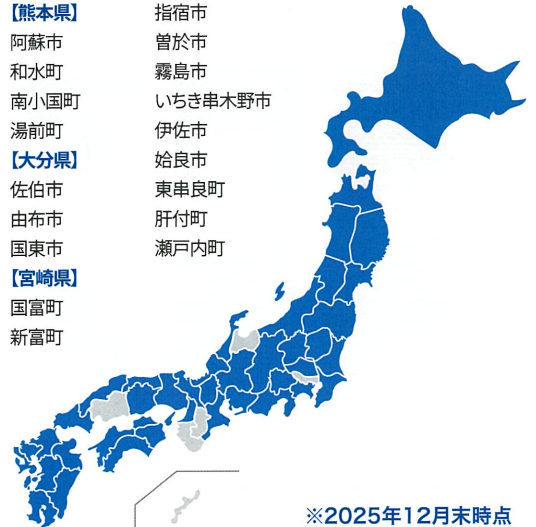 【熊本県】
阿蘇市
和水町
南小国町
湯前町
【大分県】
佐伯市
由布市
国東市
【宮崎県】
国富町
新富町
指宿市
曽於市
霧島市
いちき串木野市
伊佐市
姶良市
東串良町
肝付町
瀬戸内町
※2025年12月末時点